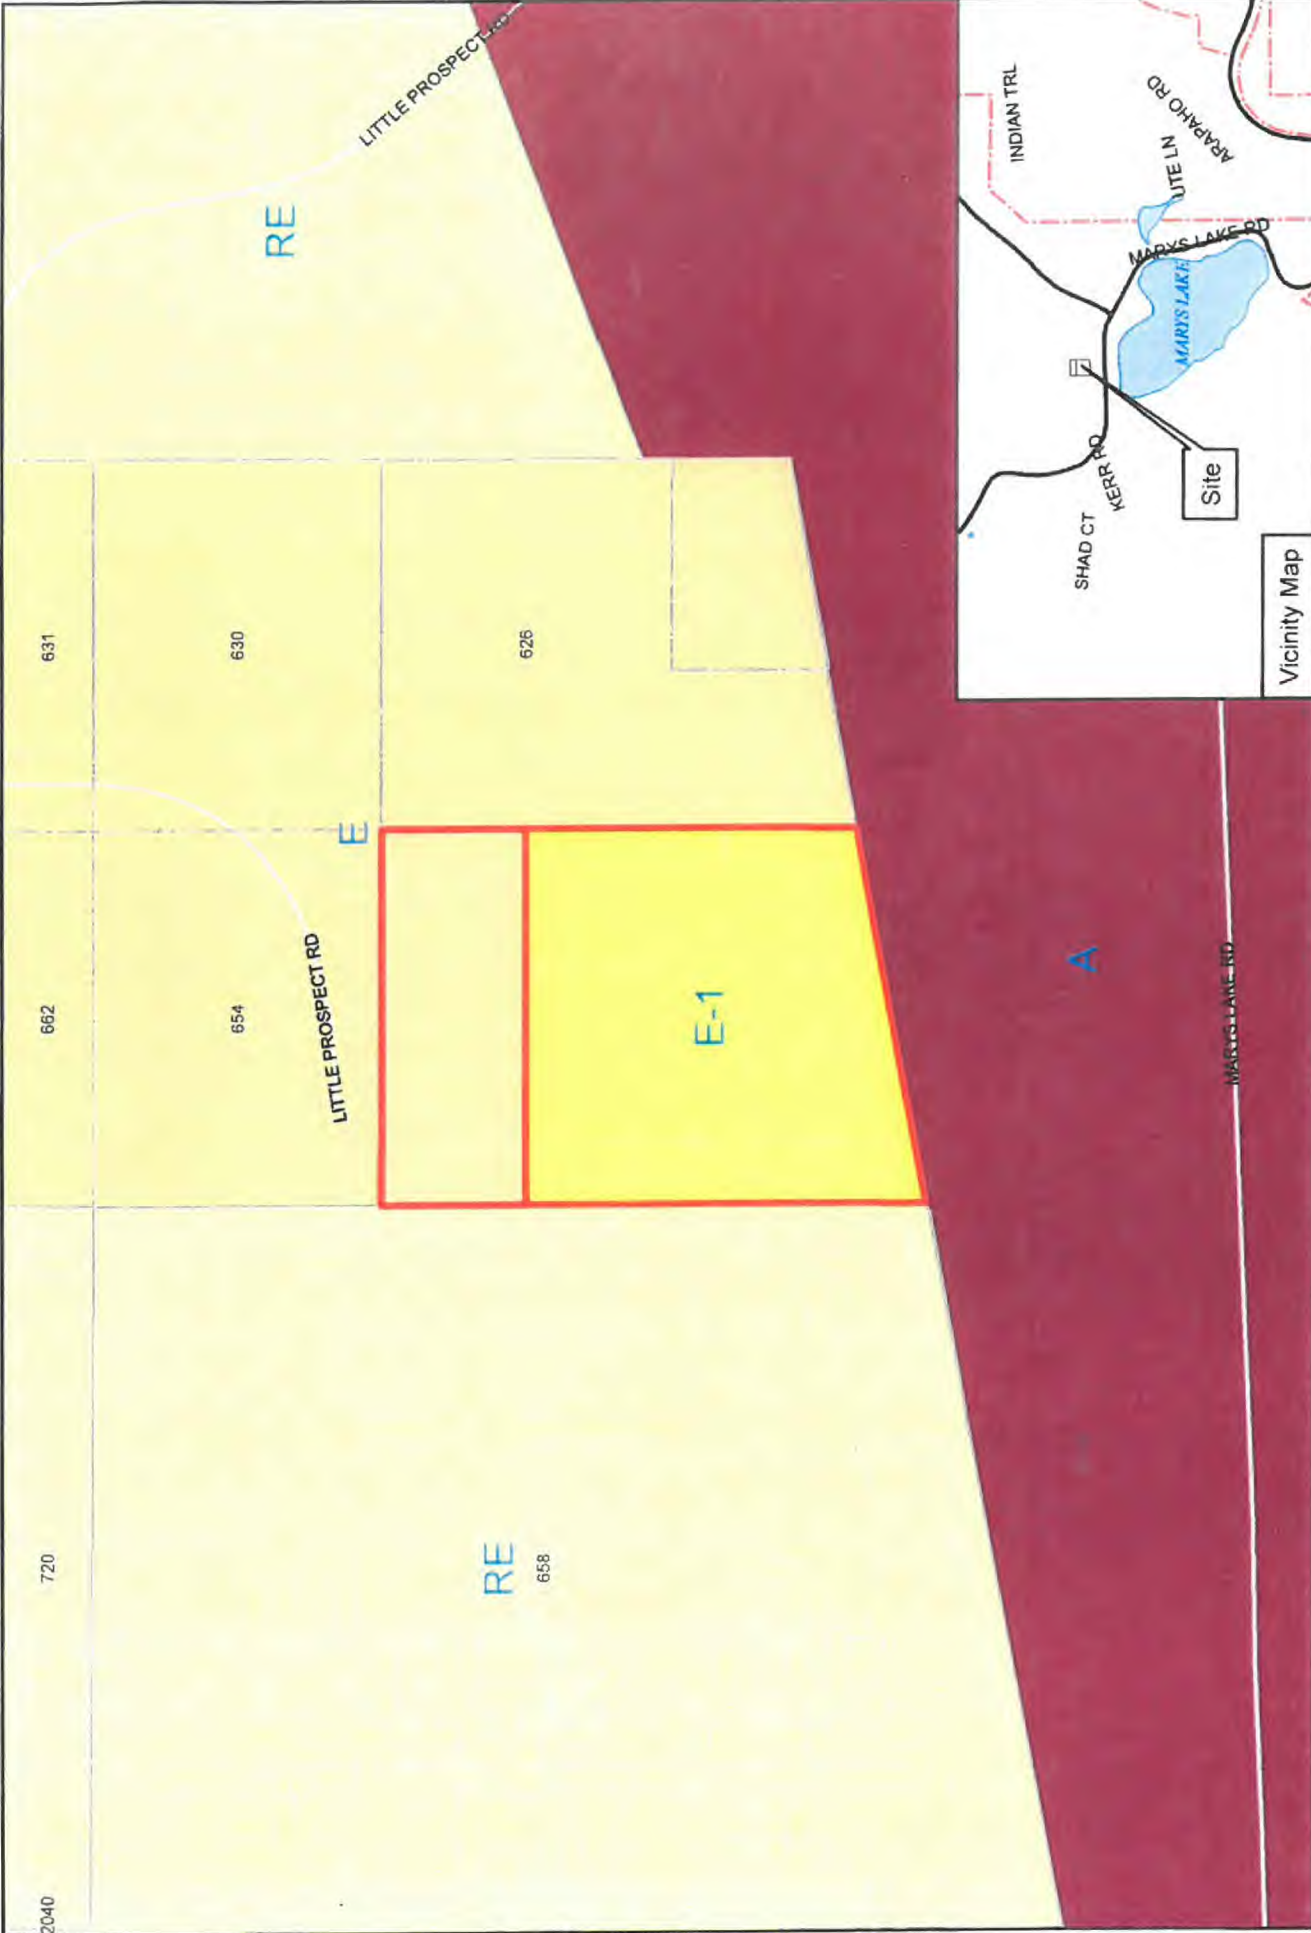 2040
720
662
631
654
630
LITTLE PROSPECT RD
LITTLE PROSPECT RD
RE
E
626
RE
658
E-1
A
MARYS LAKE RD
INDIAN TRL
ARAPAHO RD
UTE LN
MARYS LAKE RD
MARYS LAKE
KERR RD
SHAD CT
Site
Vicinity Map